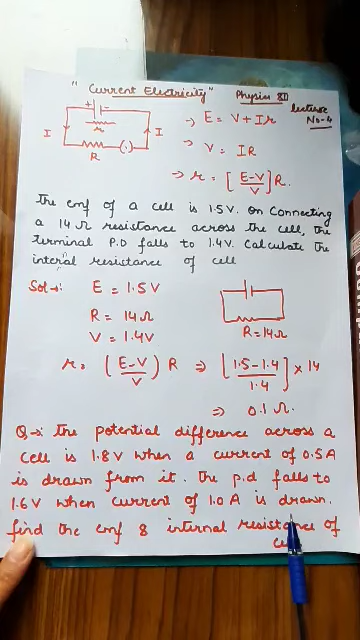 "Current Electricity" Physics XII
lecture
No-4
+ -
r
I I
R (.)
→ E = V + Ir
→ V = IR
→ r = [E-V/V] R.
The emf of a cell is 1.5V. On Connecting
a 14 Ω resistance across the cell, the
terminal P.D falls to 1.4V. Calculate the
interal resistance of cell
Sol→: E = 1.5V
R = 14Ω
V = 1.4V
R = 14Ω
r = (E-V/V) R ⇒ [1.5-1.4/1.4] × 14
⇒ 0.1 Ω.
Q→: the potential difference across a
cell is 1.8V when a current of 0.5A
is drawn from it. The p.d falls to
1.6V when current of 1.0 A is drawn.
find the emf & internal resistance of